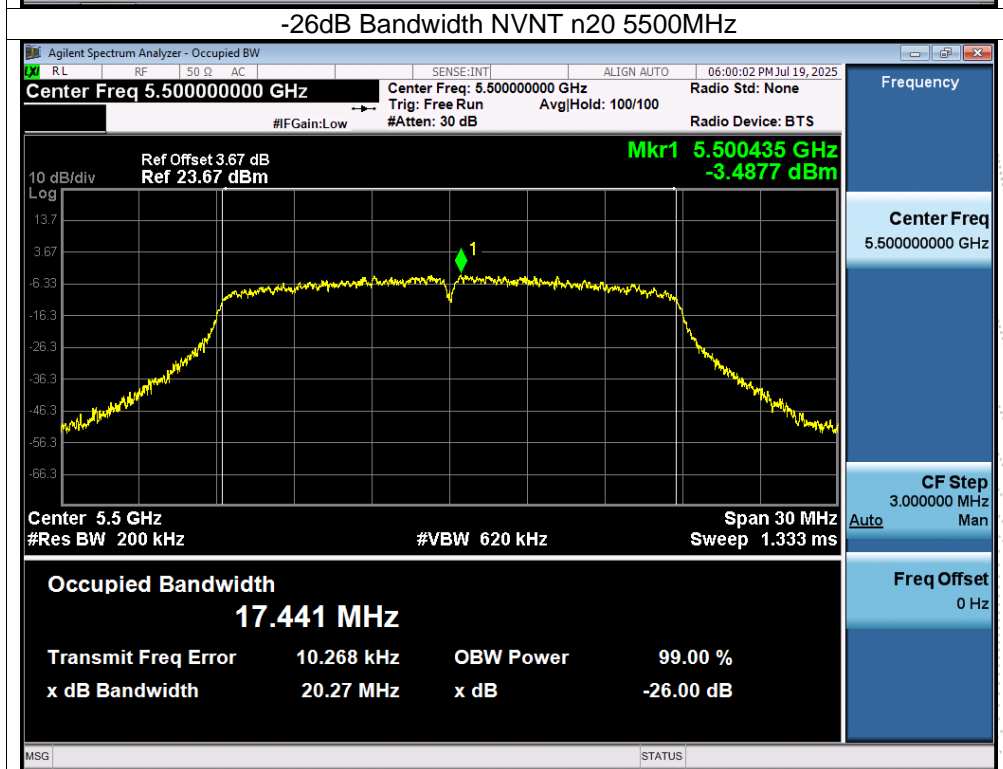 -26dB Bandwidth NVNT n20 5500MHz
Agilent Spectrum Analyzer - Occupied BW
LXI RL RF 50 Ω AC SENSE:INT ALIGN AUTO 06:00:02 PM Jul 19, 2025
Center Freq 5.500000000 GHz
Center Freq: 5.500000000 GHz
Radio Std: None
Trig: Free Run Avg|Hold: 100/100
#IFGain:Low
#Atten: 30 dB
Radio Device: BTS
Frequency
Mkr1 5.500435 GHz
-3.4877 dBm
Ref Offset 3.67 dB
10 dB/div Ref 23.67 dBm
Log
13.7
3.67
-6.33
-16.3
-26.3
-36.3
-46.3
-56.3
-66.3
1
Center 5.5 GHz
Span 30 MHz
#Res BW 200 kHz
#VBW 620 kHz
Sweep 1.333 ms
Center Freq
5.500000000 GHz
CF Step
3.000000 MHz
Auto Man
Freq Offset
0 Hz
Occupied Bandwidth
17.441 MHz
Transmit Freq Error 10.268 kHz OBW Power 99.00 %
x dB Bandwidth 20.27 MHz x dB -26.00 dB
MSG STATUS